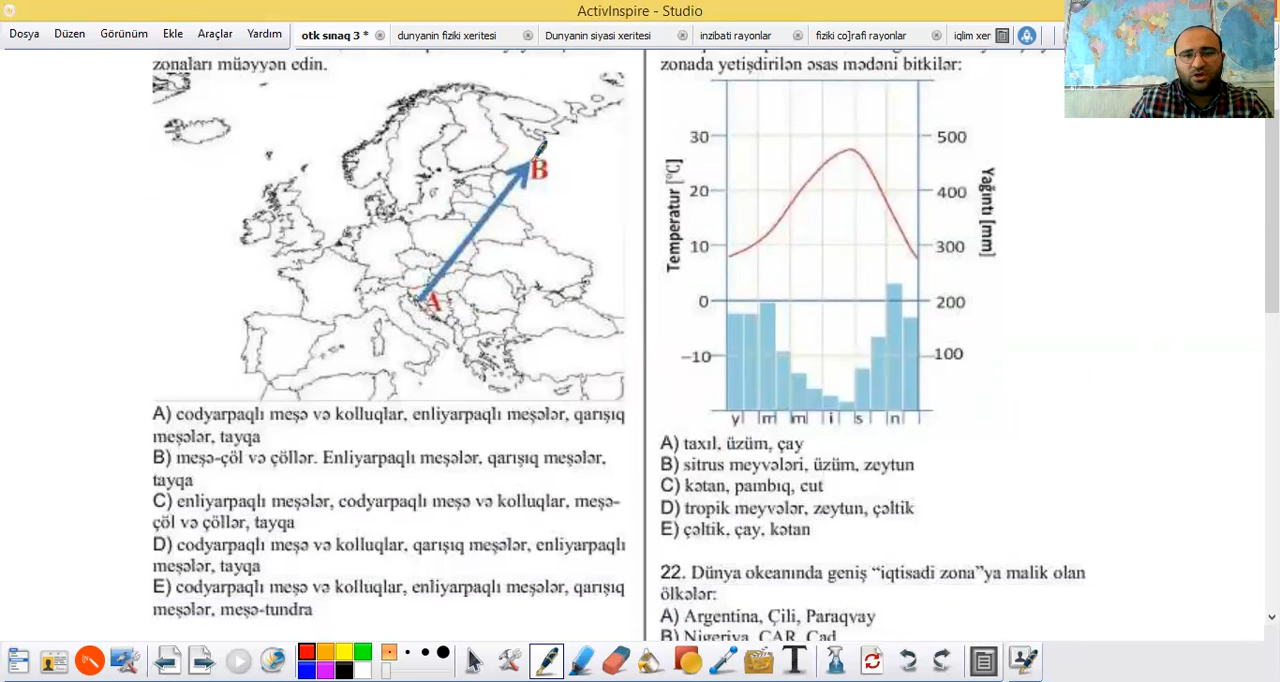 ActivInspire - Studio
Dosya Düzen Görünüm Ekle Araçlar Yardım
otk sınaq 3 * dunyanin fiziki xeritesi Dunyanin siyasi xeritesi inzibati rayonlar fiziki co]rafi rayonlar iqlim xer
zonaları müəyyən edin.
B
A
A) codyarpaqlı meşə və kolluqlar, enliyarpaqlı meşələr, qarışıq
meşələr, tayqa
B) meşə-çöl və çöllər. Enliyarpaqlı meşələr, qarışıq meşələr,
tayqa
C) enliyarpaqlı meşələr, codyarpaqlı meşə və kolluqlar, meşə-
çöl və çöllər, tayqa
D) codyarpaqlı meşə və kolluqlar, qarışıq meşələr, enliyarpaqlı
meşələr, tayqa
E) codyarpaqlı meşə və kolluqlar, enliyarpaqlı meşələr, qarışıq
meşələr, meşə-tundra
zonada yetişdirilən əsas mədəni bitkilər:
30 500
20 400
10 300
0 200
−10 100
Temperatur [°C]
Yağıntı [mm]
y m m i s n
A) taxıl, üzüm, çay
B) sitrus meyvələri, üzüm, zeytun
C) kətan, pambıq, cut
D) tropik meyvələr, zeytun, çəltik
E) çəltik, çay, kətan
22. Dünya okeanında geniş “iqtisadi zona”ya malik olan
ölkələr:
A) Argentina, Çili, Paraqvay
B) Nigeriya, ÇAR, Çad
T